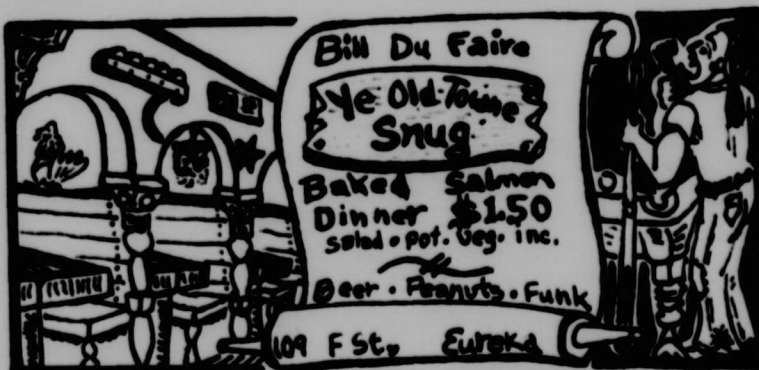 Bill Du Faire
Ye Old Towne
Snug
Baked Salmon
Dinner $1.50
salad • pot. veg. inc.
Beer • Peanuts • Funk
109 F St. Eureka